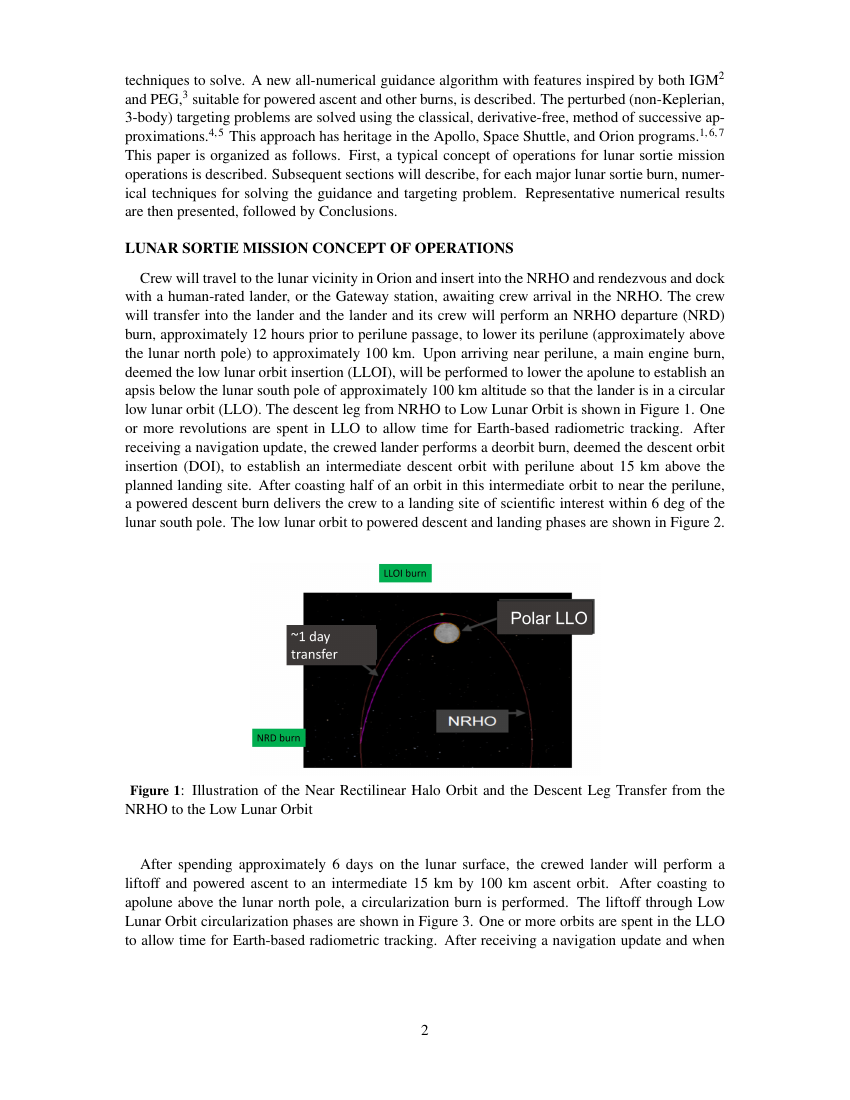 techniques to solve. A new all-numerical guidance algorithm with features inspired by both IGM2
and PEG,3 suitable for powered ascent and other burns, is described. The perturbed (non-Keplerian,
3-body) targeting problems are solved using the classical, derivative-free, method of successive ap-
proximations.4,5 This approach has heritage in the Apollo, Space Shuttle, and Orion programs.1,6,7
This paper is organized as follows. First, a typical concept of operations for lunar sortie mission
operations is described. Subsequent sections will describe, for each major lunar sortie burn, numer-
ical techniques for solving the guidance and targeting problem. Representative numerical results
are then presented, followed by Conclusions.
LUNAR SORTIE MISSION CONCEPT OF OPERATIONS
Crew will travel to the lunar vicinity in Orion and insert into the NRHO and rendezvous and dock
with a human-rated lander, or the Gateway station, awaiting crew arrival in the NRHO. The crew
will transfer into the lander and the lander and its crew will perform an NRHO departure (NRD)
burn, approximately 12 hours prior to perilune passage, to lower its perilune (approximately above
the lunar north pole) to approximately 100 km. Upon arriving near perilune, a main engine burn,
deemed the low lunar orbit insertion (LLOI), will be performed to lower the apolune to establish an
apsis below the lunar south pole of approximately 100 km altitude so that the lander is in a circular
low lunar orbit (LLO). The descent leg from NRHO to Low Lunar Orbit is shown in Figure 1. One
or more revolutions are spent in LLO to allow time for Earth-based radiometric tracking. After
receiving a navigation update, the crewed lander performs a deorbit burn, deemed the descent orbit
insertion (DOI), to establish an intermediate descent orbit with perilune about 15 km above the
planned landing site. After coasting half of an orbit in this intermediate orbit to near the perilune,
a powered descent burn delivers the crew to a landing site of scientific interest within 6 deg of the
lunar south pole. The low lunar orbit to powered descent and landing phases are shown in Figure 2.
LLOI burn
Polar LLO
~1 day
transfer
NRHO
NRD burn
Figure 1: Illustration of the Near Rectilinear Halo Orbit and the Descent Leg Transfer from the
NRHO to the Low Lunar Orbit
After spending approximately 6 days on the lunar surface, the crewed lander will perform a
liftoff and powered ascent to an intermediate 15 km by 100 km ascent orbit. After coasting to
apolune above the lunar north pole, a circularization burn is performed. The liftoff through Low
Lunar Orbit circularization phases are shown in Figure 3. One or more orbits are spent in the LLO
to allow time for Earth-based radiometric tracking. After receiving a navigation update and when
2